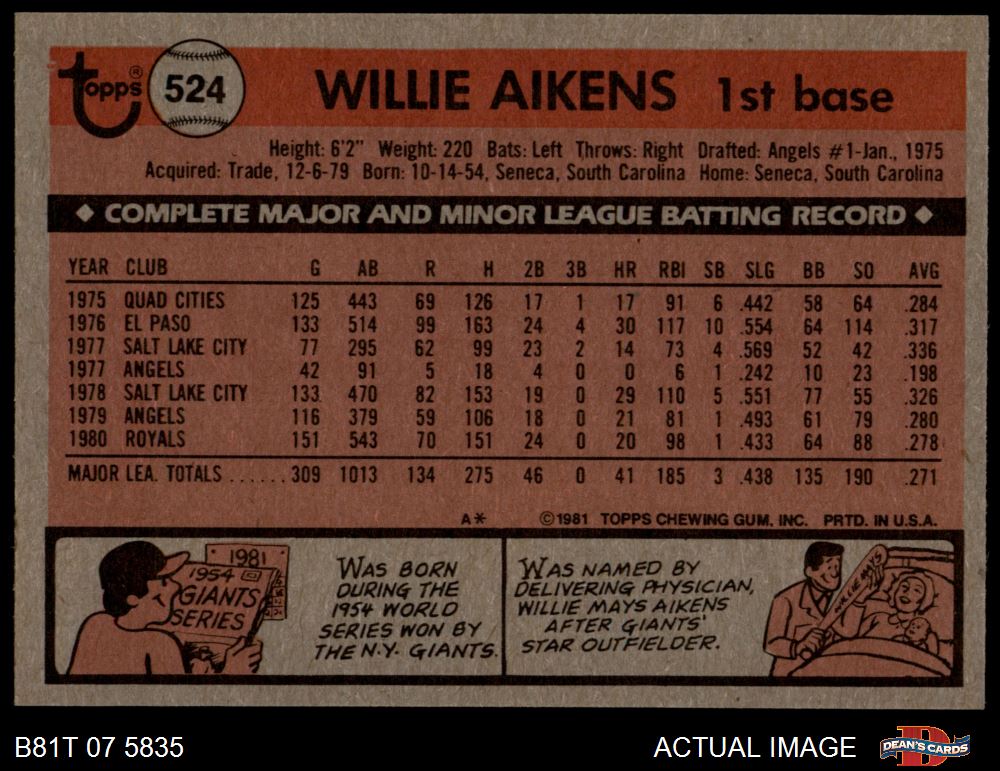 Topps® 524 WILLIE AIKENS 1st base
Height: 6'2" Weight: 220 Bats: Left Throws: Right Drafted: Angels #1-Jan., 1975
Acquired: Trade, 12-6-79 Born: 10-14-54, Seneca, South Carolina Home: Seneca, South Carolina
◆ COMPLETE MAJOR AND MINOR LEAGUE BATTING RECORD ◆
YEAR CLUB G AB R H 2B 3B HR RBI SB SLG BB SO AVG
1975 QUAD CITIES 125 443 69 126 17 1 17 91 6 .442 58 64 .284
1976 EL PASO 133 514 99 163 24 4 30 117 10 .554 64 114 .317
1977 SALT LAKE CITY 77 295 62 99 23 2 14 73 4 .569 52 42 .336
1977 ANGELS 42 91 5 18 4 0 0 6 1 .242 10 23 .198
1978 SALT LAKE CITY 133 470 82 153 19 0 29 110 5 .551 77 55 .326
1979 ANGELS 116 379 59 106 18 0 21 81 1 .493 61 79 .280
1980 ROYALS 151 543 70 151 24 0 20 98 1 .433 64 88 .278
MAJOR LEA. TOTALS ...... 309 1013 134 275 46 0 41 185 3 .438 135 190 .271
A* ©1981 TOPPS CHEWING GUM, INC. PRTD. IN U.S.A.
1981
1954
GIANTS
SERIES
WAS BORN
DURING THE
1954 WORLD
SERIES WON BY
THE N.Y. GIANTS.
WAS NAMED BY
DELIVERING PHYSICIAN,
WILLIE MAYS AIKENS
AFTER GIANTS'
STAR OUTFIELDER.
WILLIE MAYS
B81T 07 5835 ACTUAL IMAGE DEAN'S CARDS